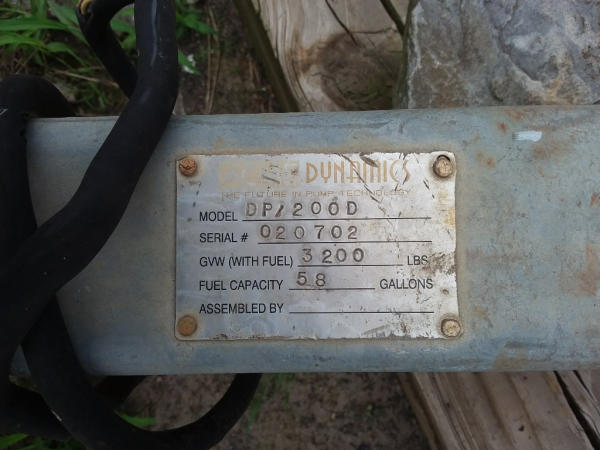 DYNAMICS
THE FUTURE IN PUMP TECHNOLOGY
MODEL DP/200D
SERIAL # 020702
GVW (WITH FUEL) 3200 LBS
FUEL CAPACITY 58 GALLONS
ASSEMBLED BY